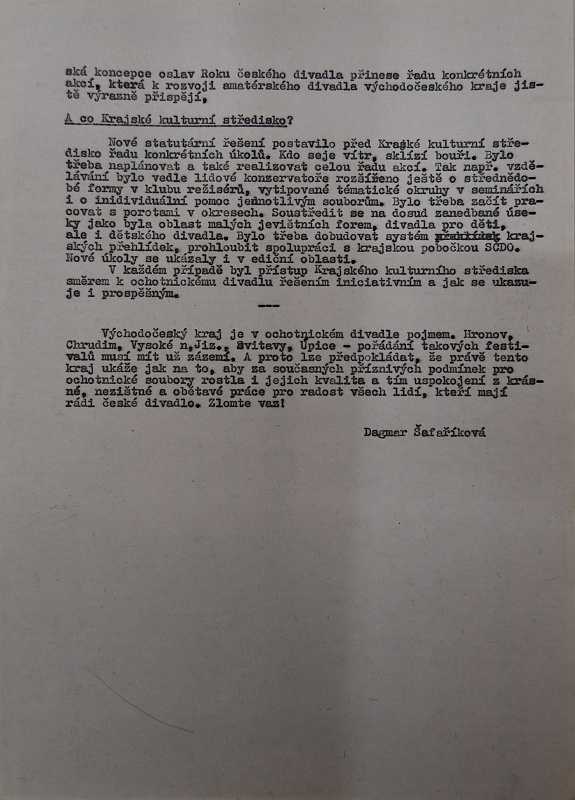 ská koncepce oslav Roku českého divadla přinese řadu konkrétních
akcí, která k rozvoji amatérského divadla východočeského kraje jis-
tě výrazně přispějí,
A co Krajské kulturní středisko?
Nové statutární řešení postavilo před Krajské kulturní stře-
disko řadu konkrétních úkolů. Kdo seje vítr, sklízí bouři. Bylo
třeba naplánovat a také realizovat celou řadu akcí. Tak např. vzdě-
lávání bylo vedle lidové konzervatoře rozšířeno ještě o střednědo-
bé formy v klubu režisérů, vytipované tématické okruhy v seminářích
i o inidividuální pomoc jednotlivým souborům. Bylo třeba začít pra-
covat s porotami v okresech. Soustředit se na dosud zanedbané úse-
ky jako byla oblast malých jevištních forem, divadla pro děti,
ale i dětského divadla. Bylo třeba dobudovat systém přehlídek kraj-
ských přehlídek, prohloubit spolupráci s krajskou pobočkou SČDO.
Nové úkoly se ukázaly i v ediční oblasti.
V každém případě byl přístup Krajského kulturního střediska
směrem k ochotnickému divadlu řešením iniciativním a jak se ukazu-
je i prospěšným.
---
Východočeský kraj je v ochotnickém divadle pojmem. Hronov,
Chrudim, Vysoké n.Jiz., Svitavy, Úpice - pořádání takových festi-
valů musí mít už zázemí. A proto lze předpokládat, že právě tento
kraj ukáže jak na to, aby za současných příznivých podmínek pro
ochotnické soubory rostla i jejich kvalita a tím uspokojení z krás-
né, nezištné a obětavé práce pro radost všech lidí, kteří mají
rádi české divadlo. Zlomte vaz!
Dagmar Šafaříková